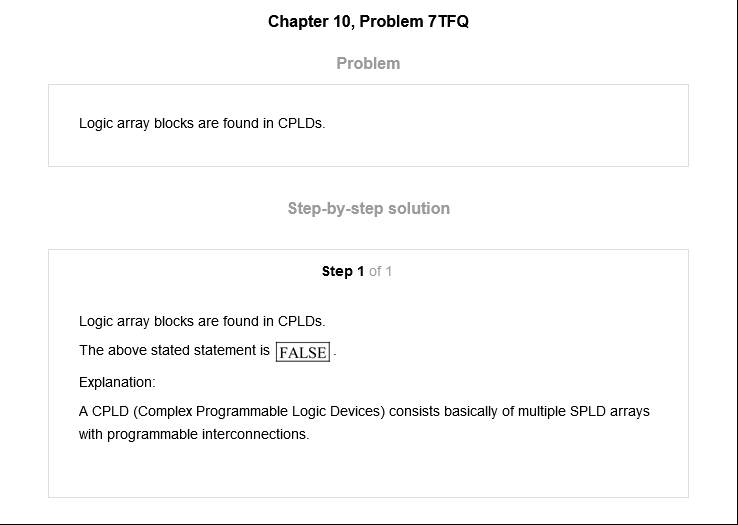 Chapter 10, Problem 7TFQ
Problem
Logic array blocks are found in CPLDs.
Step-by-step solution
Step 1 of 1
Logic array blocks are found in CPLDs.
The above stated statement is FALSE.
Explanation:
A CPLD (Complex Programmable Logic Devices) consists basically of multiple SPLD arrays
with programmable interconnections.